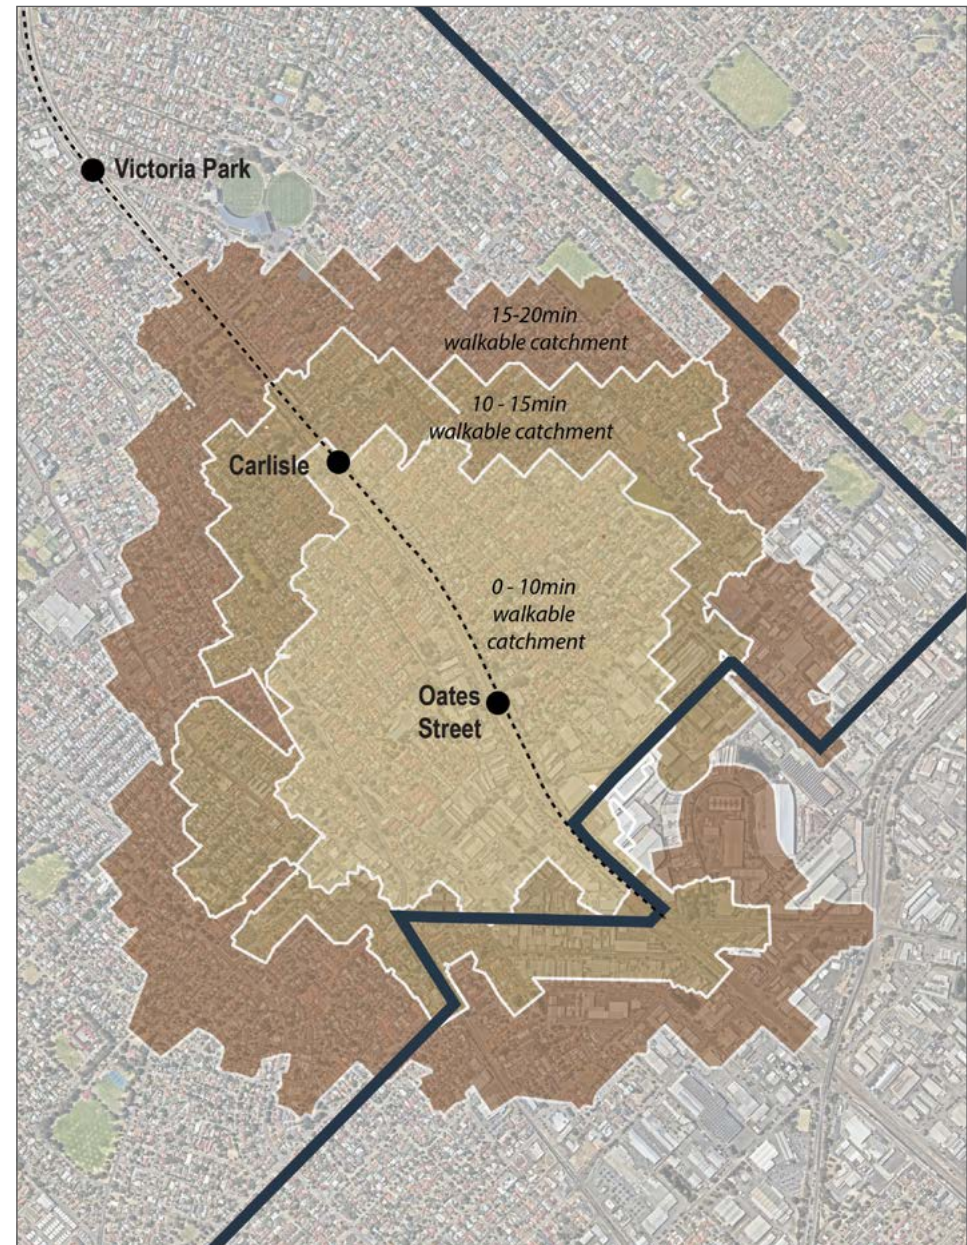 Victoria Park
15-20min
walkable catchment
10 - 15min
walkable catchment
Carlisle
0 - 10min
walkable
catchment
Oates
Street